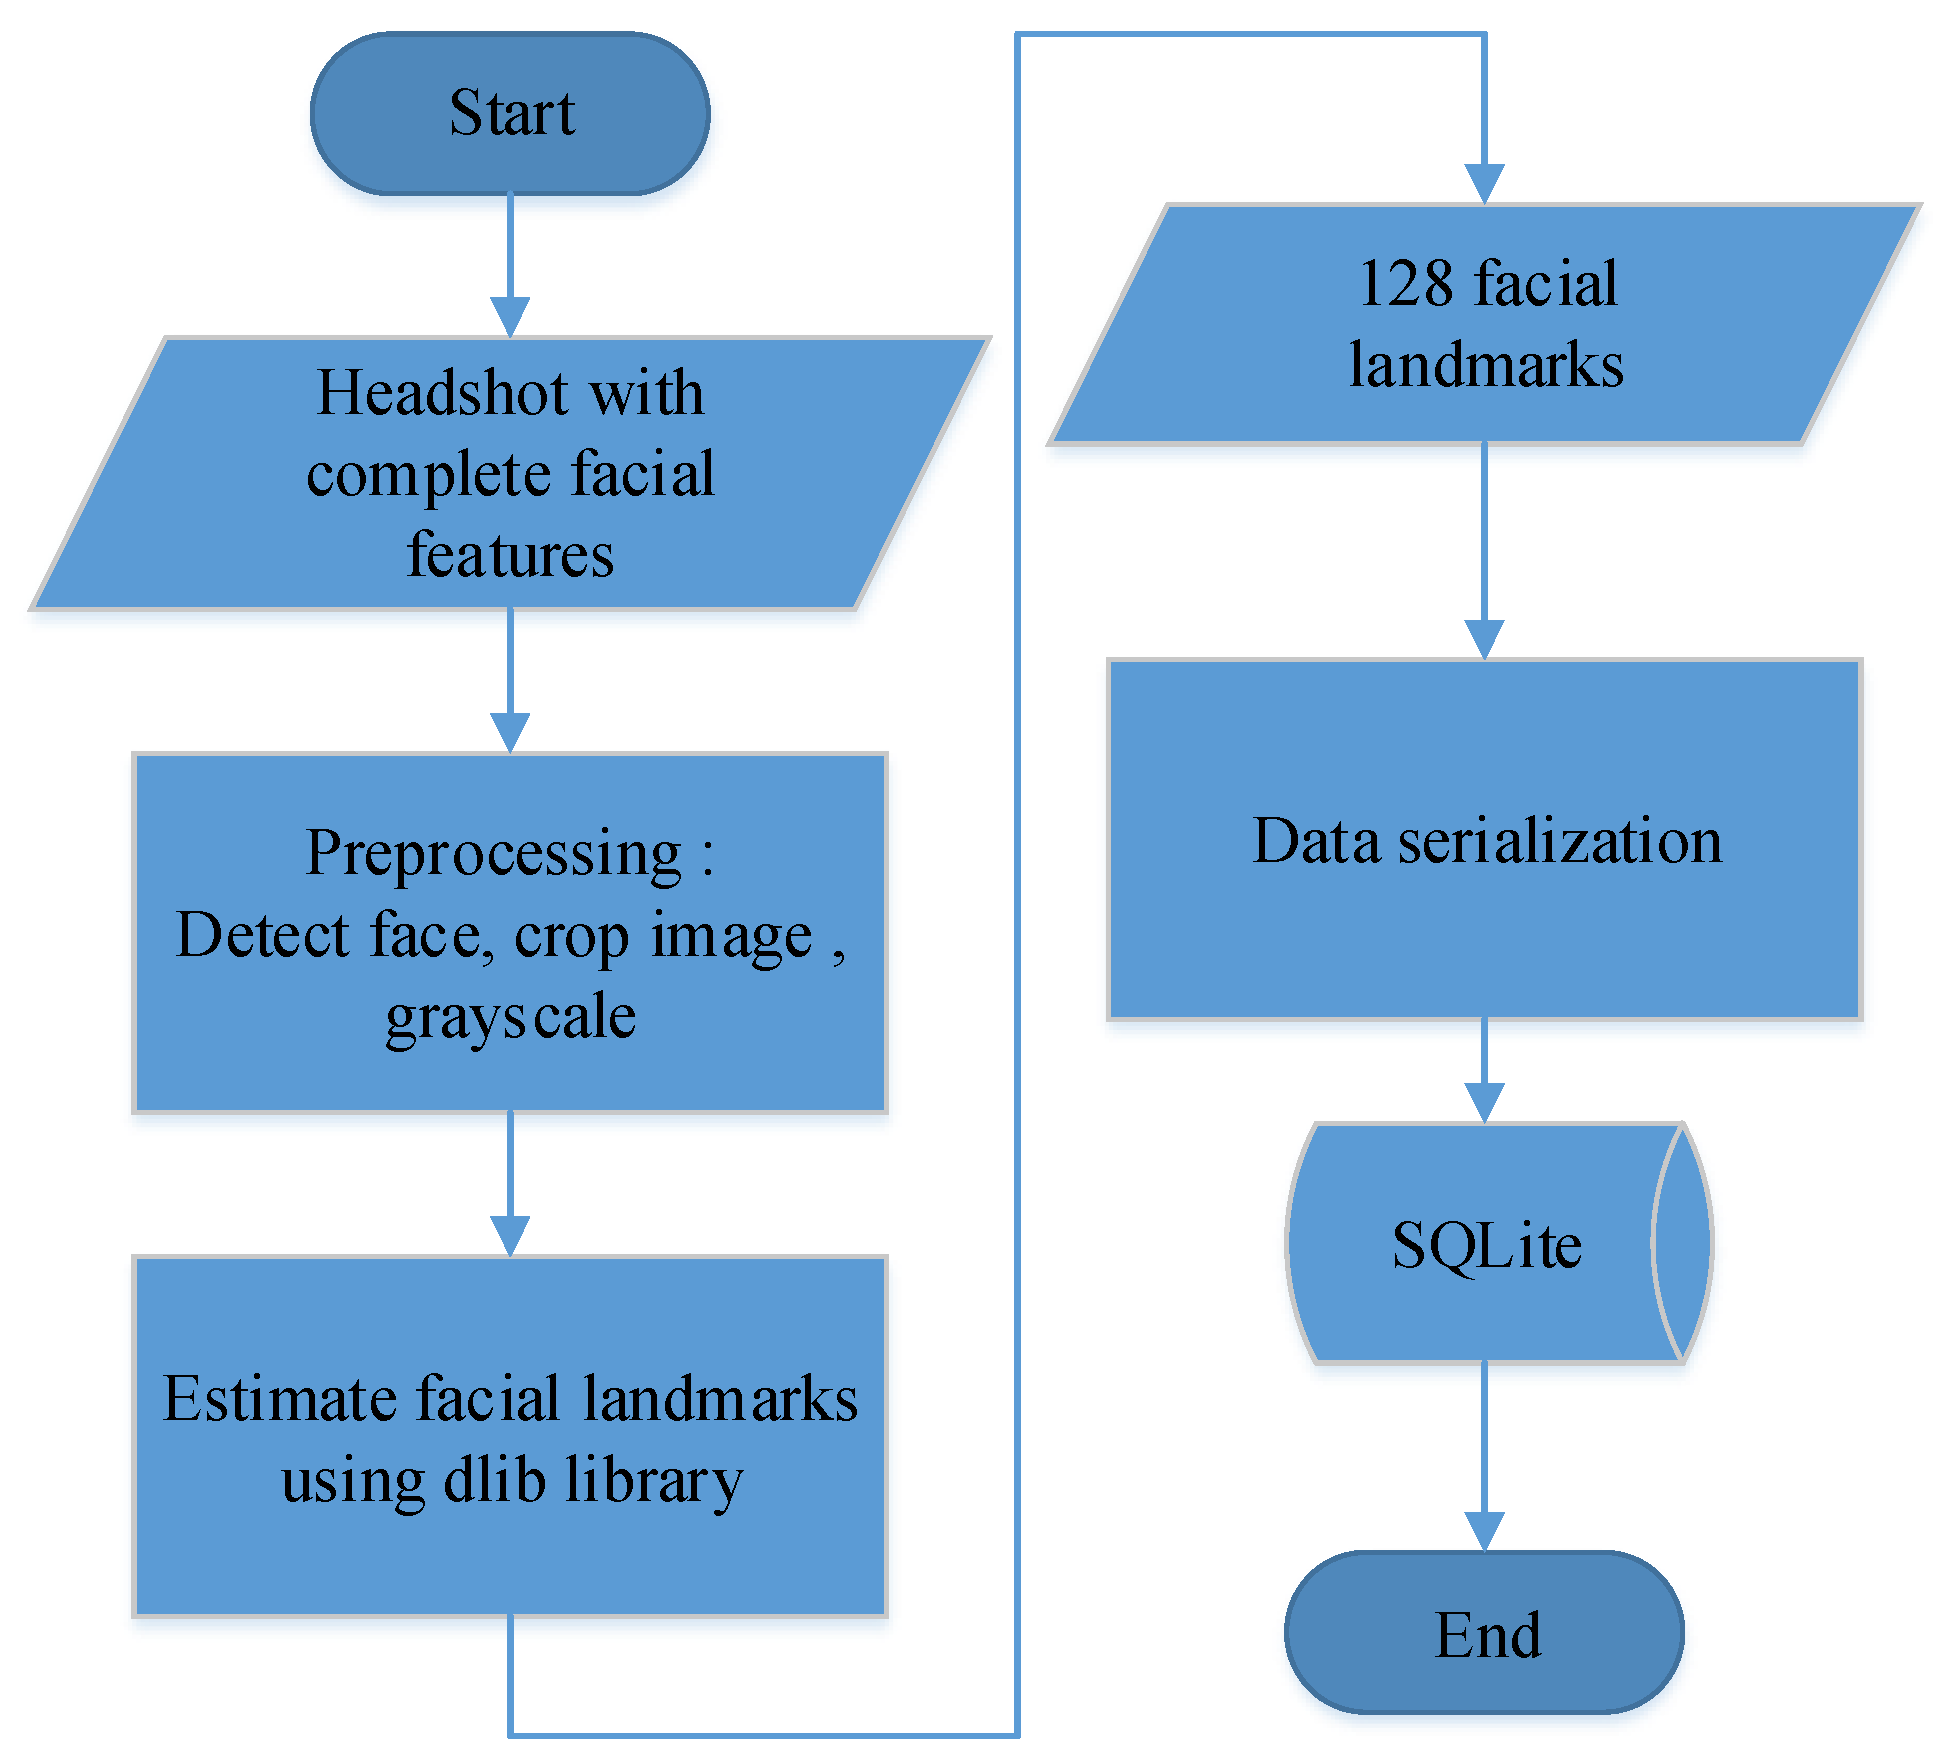 Start
Headshot with
complete facial
features
Preprocessing :
Detect face, crop image ,
grayscale
Estimate facial landmarks
using dlib library
128 facial
landmarks
Data serialization
SQLite
End